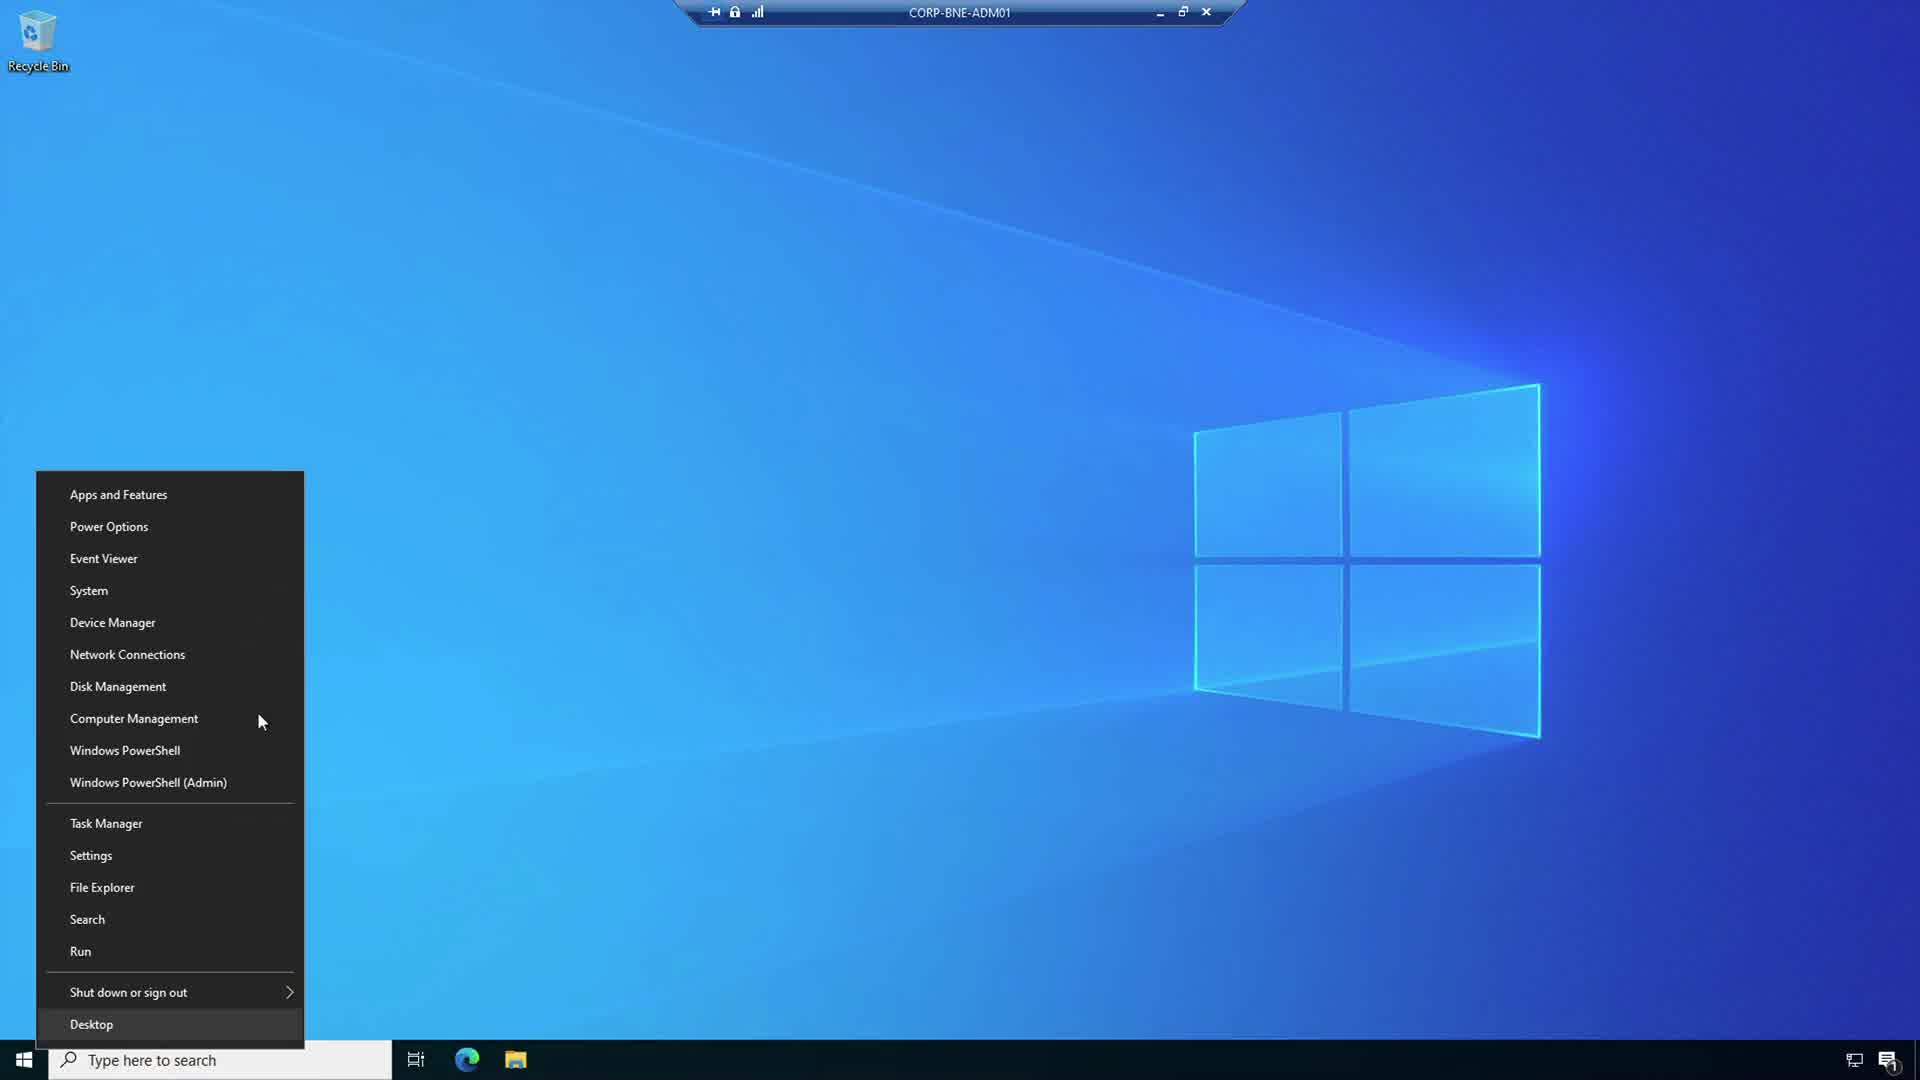 CORP-BNE-ADM01
Recycle Bin
Apps and Features
Power Options
Event Viewer
System
Device Manager
Network Connections
Disk Management
Computer Management
Windows PowerShell
Windows PowerShell (Admin)
Task Manager
Settings
File Explorer
Search
Run
Shut down or sign out
Desktop
Type here to search
1